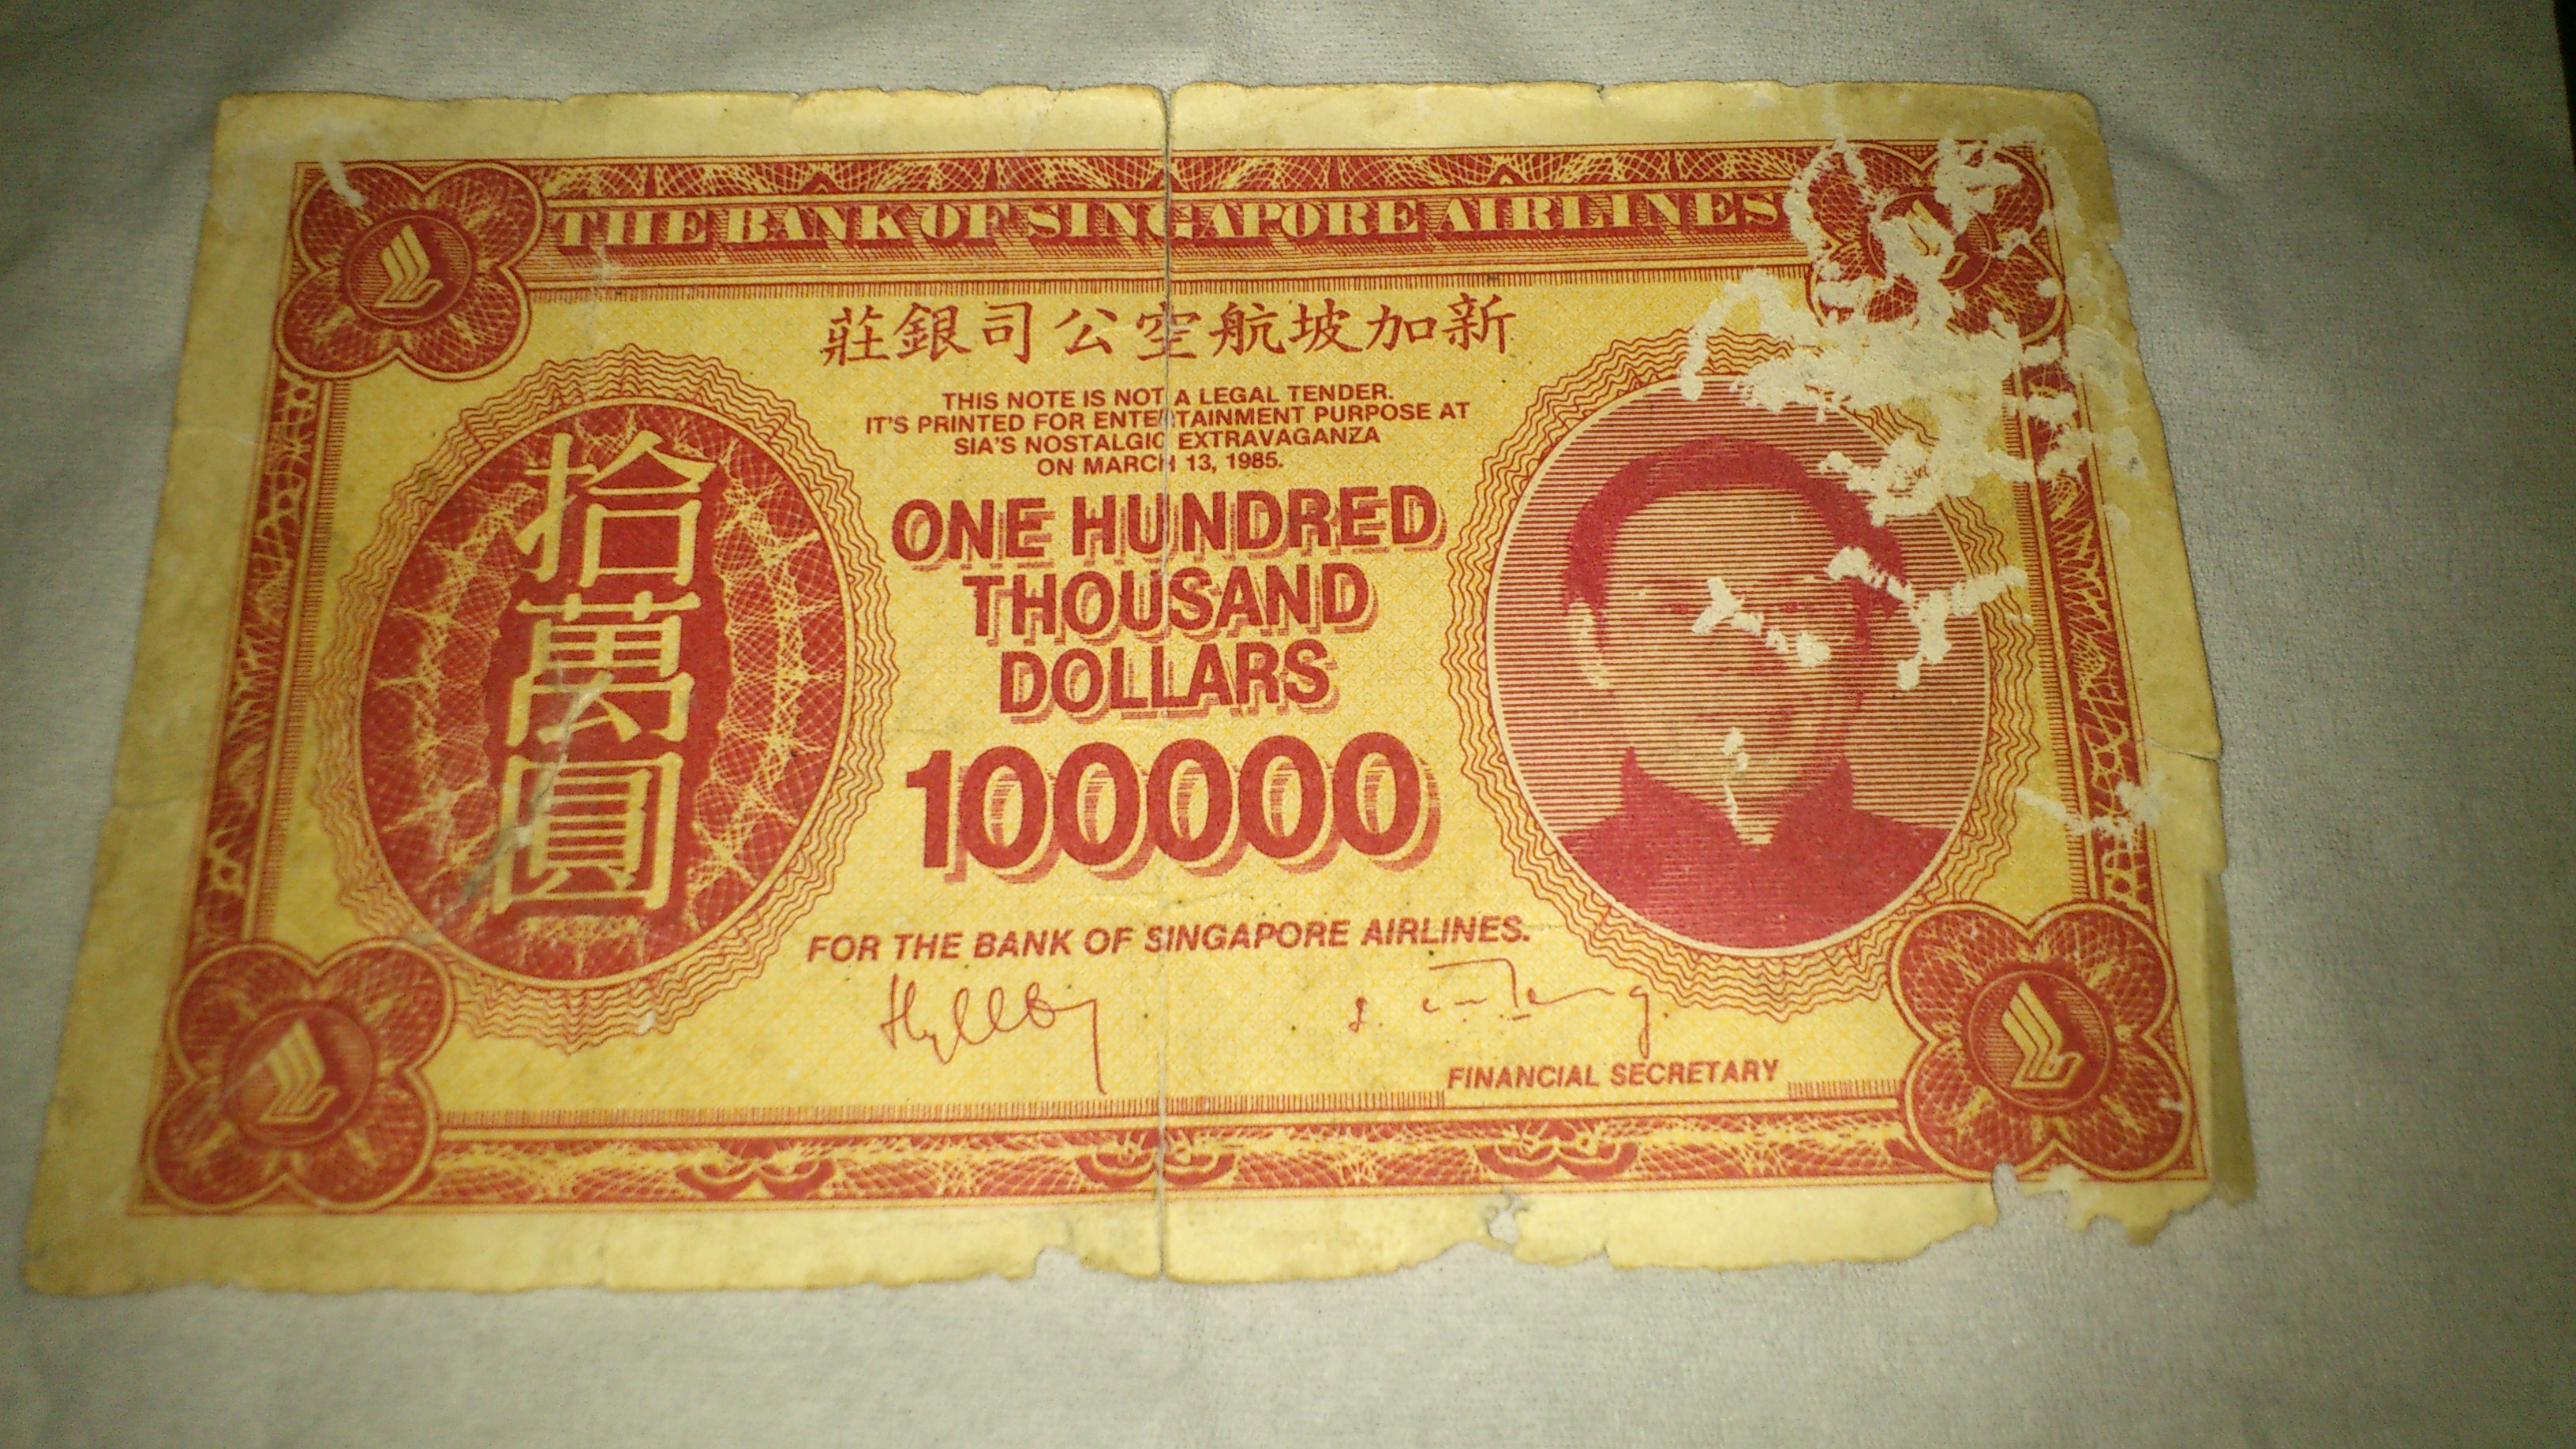 THE BANK OF SINGAPORE AIRLINES
莊銀司公空航坡加新
THIS NOTE IS NOT A LEGAL TENDER.
IT'S PRINTED FOR ENTERTAINMENT PURPOSE AT
SIA'S NOSTALGIC EXTRAVAGANZA
ON MARCH 13, 1985.
拾萬圓
ONE HUNDRED
THOUSAND
DOLLARS
100000
FOR THE BANK OF SINGAPORE AIRLINES.
FINANCIAL SECRETARY